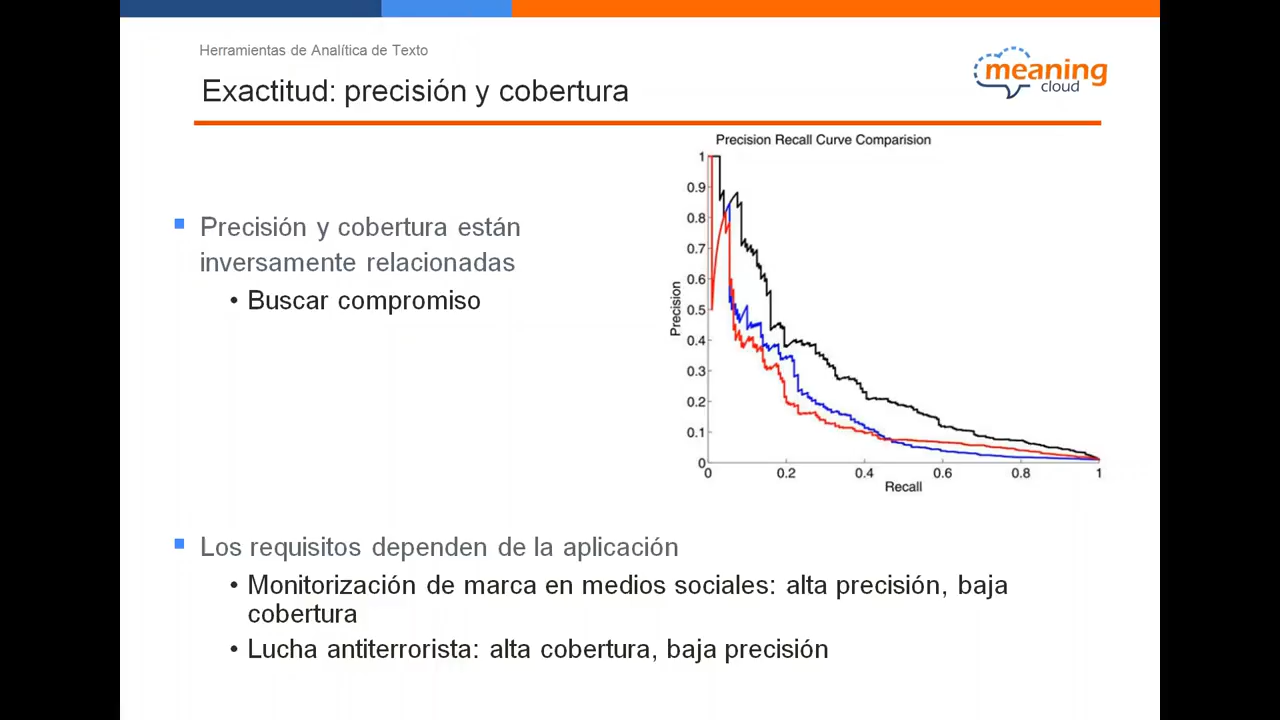 Herramientas de Analítica de Texto
Exactitud: precisión y cobertura
meaning
cloud
Precisión y cobertura están
inversamente relacionadas
• Buscar compromiso
Precision Recall Curve Comparision
1
0.9
0.8
0.7
0.6
0.5
0.4
0.3
0.2
0.1
0
Precision
0 0.2 0.4 0.6 0.8 1
Recall
Los requisitos dependen de la aplicación
• Monitorización de marca en medios sociales: alta precisión, baja
cobertura
• Lucha antiterrorista: alta cobertura, baja precisión